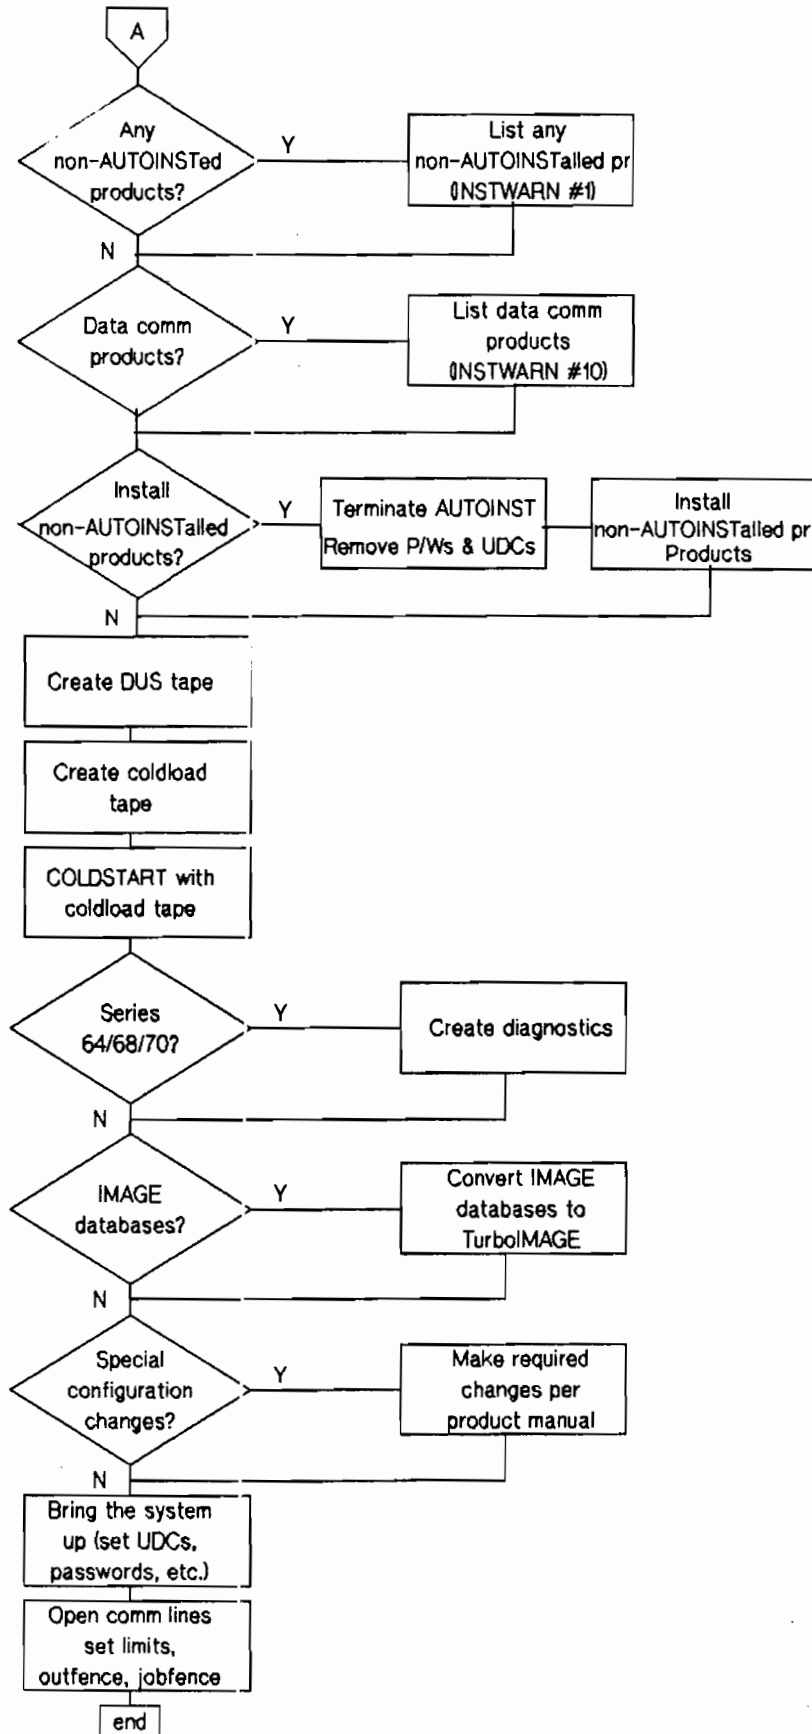 A
Any
non-AUTOINSTed
products?
Y
List any
non-AUTOINSTalled pr
(INSTWARN #1)
N
Data comm
products?
Y
List data comm
products
(INSTWARN #10)
Install
non-AUTOINSTalled
products?
Y
Terminate AUTOINST
Remove P/Ws & UDCs
Install
non-AUTOINSTalled pr
Products
N
Create DUS tape
Create coldload
tape
COLDSTART with
coldload tape
Series
64/68/70?
Y
Create diagnostics
N
IMAGE
databases?
Y
Convert IMAGE
databases to
TurboIMAGE
N
Special
configuration
changes?
Y
Make required
changes per
product manual
N
Bring the system
up (set UDCs,
passwords, etc.)
Open comm lines
set limits,
outfence, jobfence
end